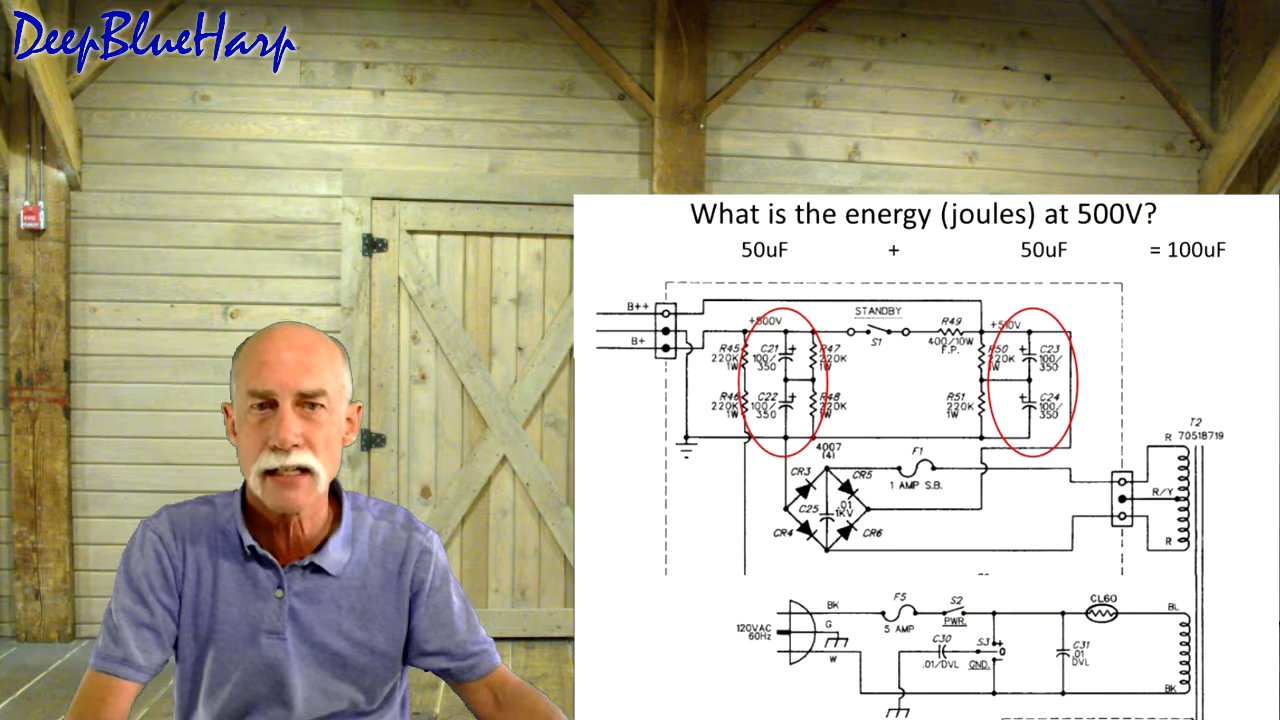 DeepBlueHarp
What is the energy (joules) at 500V?
50uF + 50uF = 100uF
B++
B+
+500V
STANDBY
S1
R49
400/10W
F.P.
+510V
R45
220K
1W
C21
100/
350
R47
220K
1W
R50
220K
1W
C23
100/
350
R46
220K
1W
C22
100/
350
R48
220K
1W
R51
220K
1W
C24
100/
350
4007
(4)
F1
1 AMP S.B.
CR3
CR5
C25
.01
1KV
CR4
CR6
T2
70518719
R
R/Y
R
120VAC
60Hz
BK
G
W
F5
5 AMP
S2
PWR.
C30
.01/DVL
S3
GND.
C31
.01
DVL
CL60
BL
BK